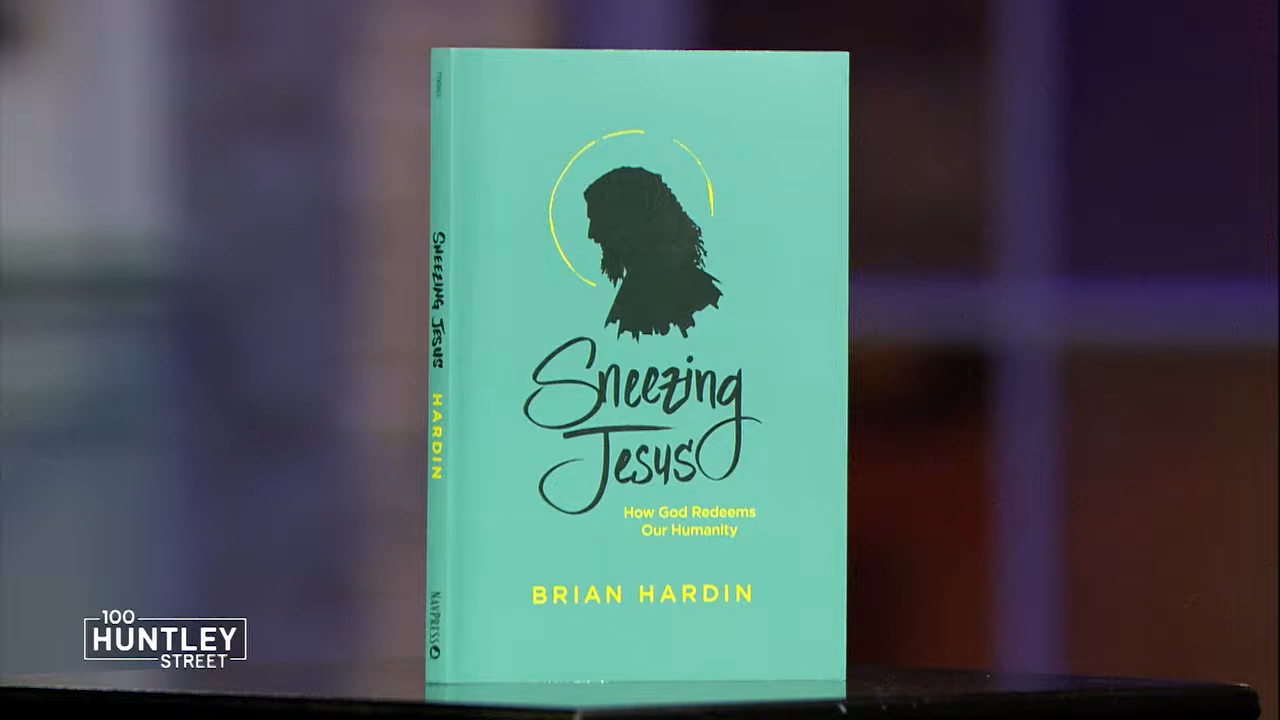 SNEEZING JESUS
HARDIN
NAVPRESS
Sneezing
Jesus
How God Redeems
Our Humanity
BRIAN HARDIN
100
HUNTLEY
STREET